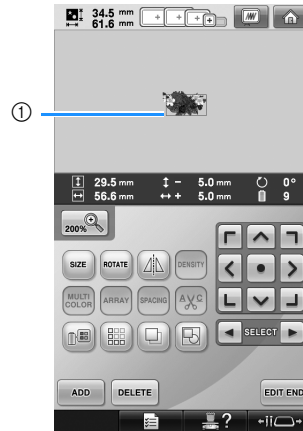 34.5 mm
61.6 mm
①
29.5 mm - 5.0 mm 0°
56.6 mm + 5.0 mm 9
200%
SIZE ROTATE DENSITY
MULTI COLOR ARRAY SPACING AVC
SELECT
ADD DELETE EDIT END
?